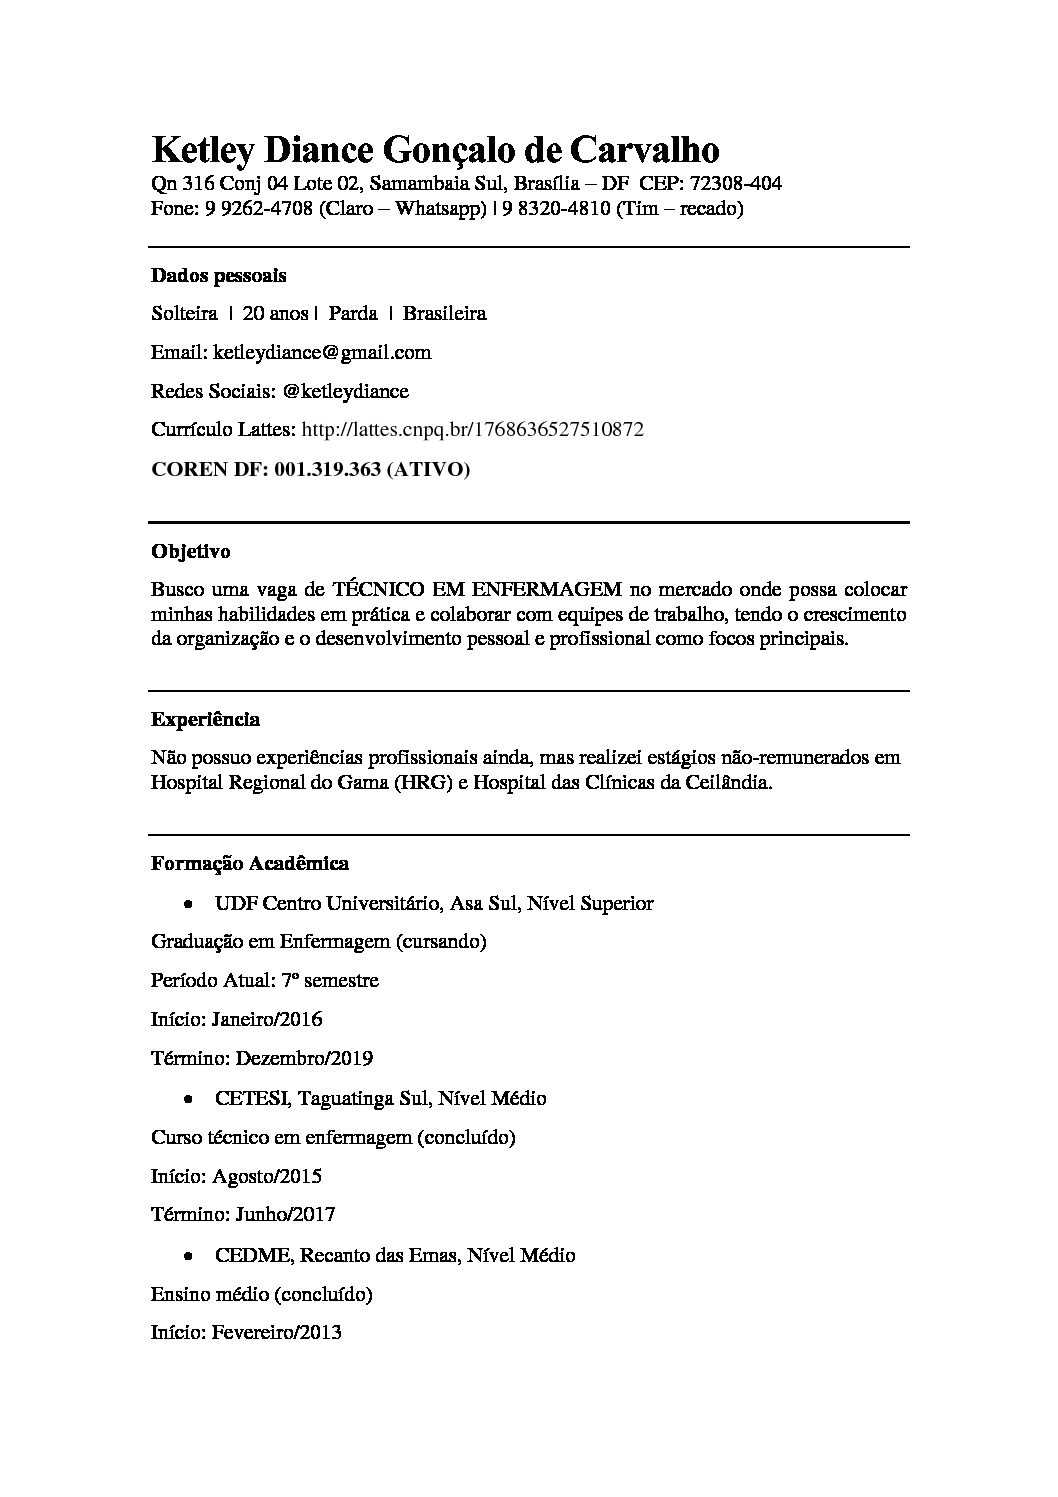 Ketley Diance Gonçalo de Carvalho
Qn 316 Conj 04 Lote 02, Samambaia Sul, Brasília – DF  CEP: 72308-404
Fone: 9 9262-4708 (Claro – Whatsapp) | 9 8320-4810 (Tim – recado)
Dados pessoais
Solteira  |  20 anos |  Parda  |  Brasileira
Email: ketleydiance@gmail.com
Redes Sociais: @ketleydiance
Currículo Lattes: http://lattes.cnpq.br/1768636527510872
COREN DF: 001.319.363 (ATIVO)
Objetivo
Busco uma vaga de TÉCNICO EM ENFERMAGEM no mercado onde possa colocar
minhas habilidades em prática e colaborar com equipes de trabalho, tendo o crescimento
da organização e o desenvolvimento pessoal e profissional como focos principais.
Experiência
Não possuo experiências profissionais ainda, mas realizei estágios não-remunerados em
Hospital Regional do Gama (HRG) e Hospital das Clínicas da Ceilândia.
Formação Acadêmica
• UDF Centro Universitário, Asa Sul, Nível Superior
Graduação em Enfermagem (cursando)
Período Atual: 7º semestre
Início: Janeiro/2016
Término: Dezembro/2019
• CETESI, Taguatinga Sul, Nível Médio
Curso técnico em enfermagem (concluído)
Início: Agosto/2015
Término: Junho/2017
• CEDME, Recanto das Emas, Nível Médio
Ensino médio (concluído)
Início: Fevereiro/2013